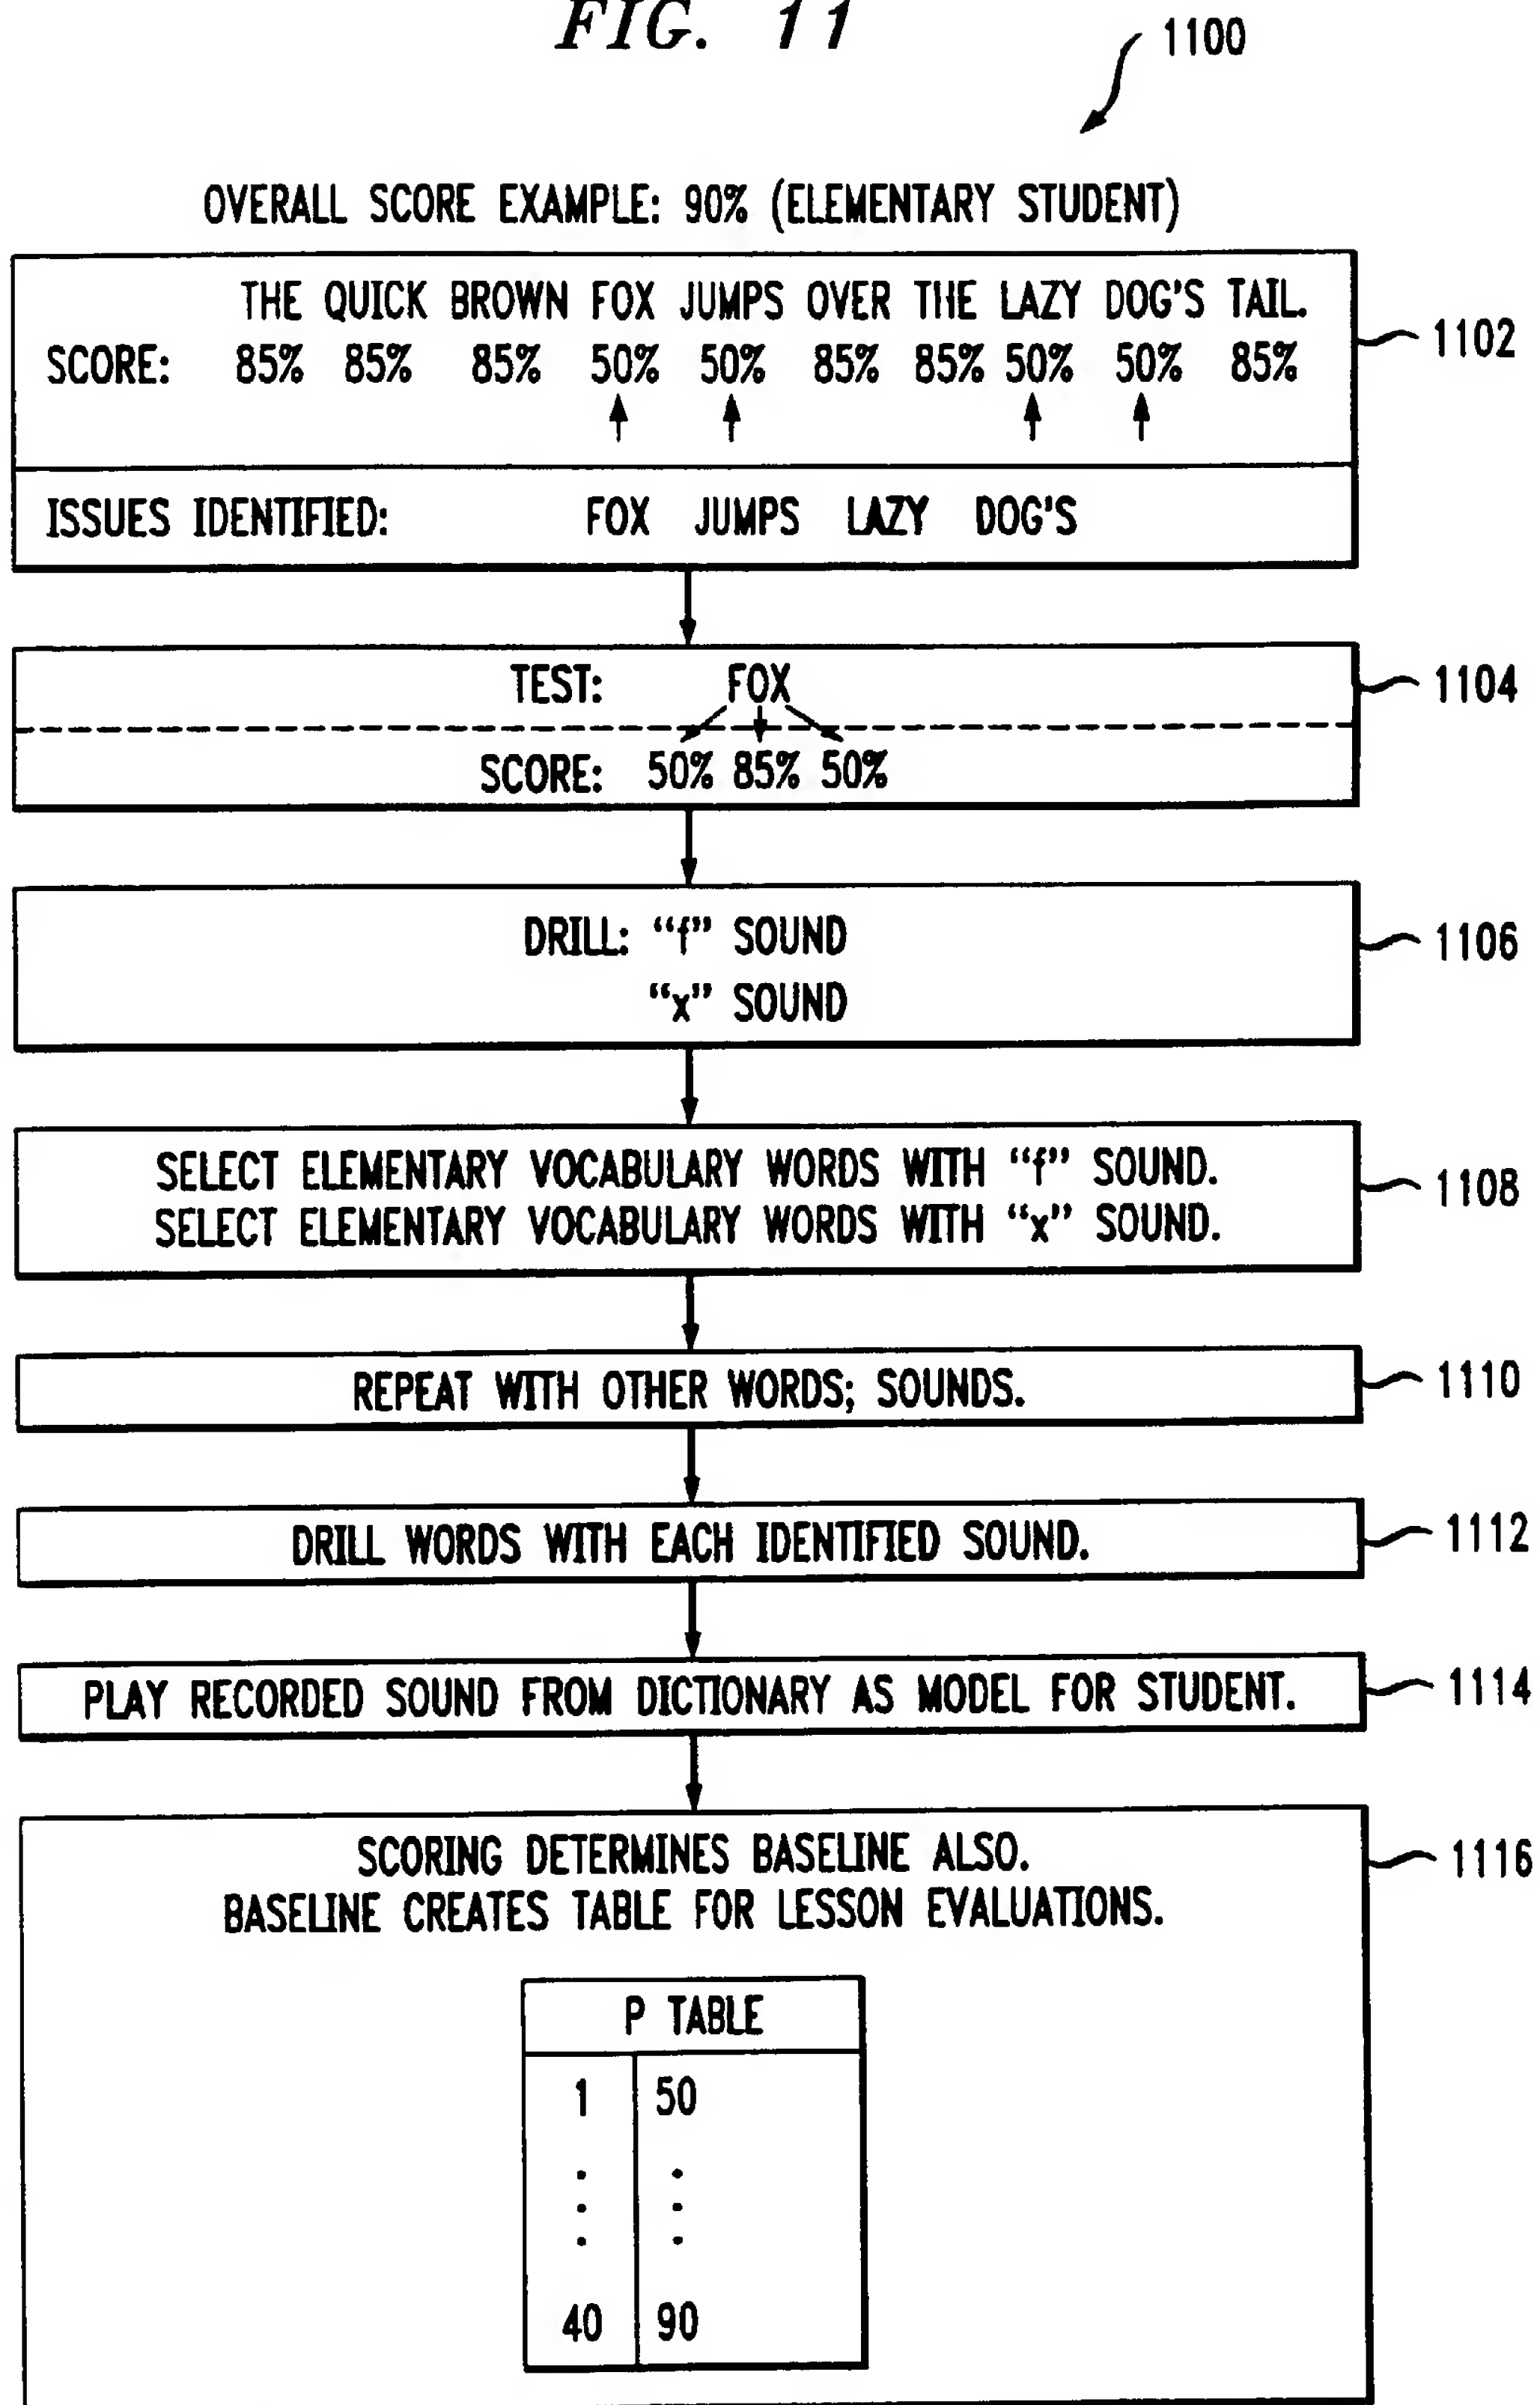 FIG. 11
1100
OVERALL SCORE EXAMPLE: 90% (ELEMENTARY STUDENT)
THE QUICK BROWN FOX JUMPS OVER THE LAZY DOG'S TAIL.
SCORE: 85% 85% 85% 50% 50% 85% 85% 50% 50% 85%
1102
ISSUES IDENTIFIED: FOX JUMPS LAZY DOG'S
TEST: FOX
1104
SCORE: 50% 85% 50%
DRILL: “f” SOUND
“x” SOUND
1106
SELECT ELEMENTARY VOCABULARY WORDS WITH “f” SOUND.
SELECT ELEMENTARY VOCABULARY WORDS WITH “x” SOUND.
1108
REPEAT WITH OTHER WORDS; SOUNDS.
1110
DRILL WORDS WITH EACH IDENTIFIED SOUND.
1112
PLAY RECORDED SOUND FROM DICTIONARY AS MODEL FOR STUDENT.
1114
SCORING DETERMINES BASELINE ALSO.
BASELINE CREATES TABLE FOR LESSON EVALUATIONS.
1116
P TABLE
1 50
. .
. .
. .
40 90